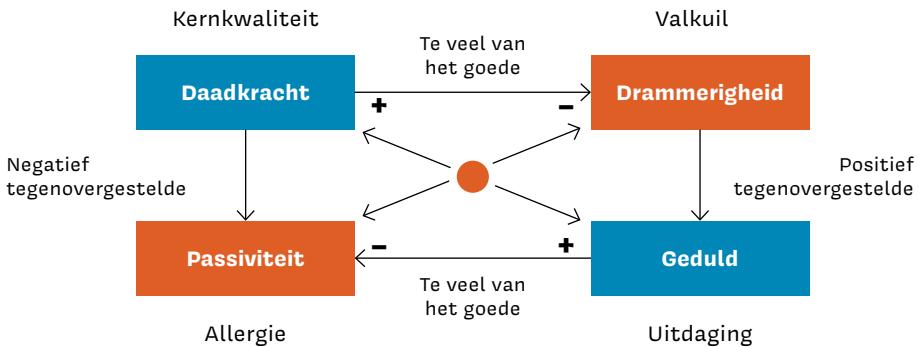 Kernkwaliteit
Valkuil
Te veel van
het goede
Daadkracht
Drammerigheid
+
–
Negatief
tegenovergestelde
Positief
tegenovergestelde
–
+
Passiviteit
Geduld
Te veel van
het goede
Allergie
Uitdaging